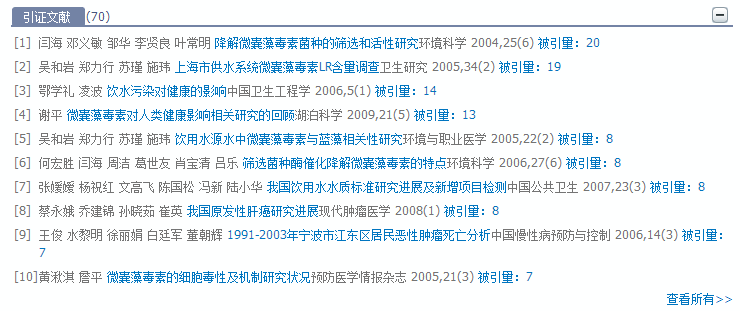 引证文献 (70)
[1] 闫海 邓义敏 邹华 李贤良 叶常明 降解微囊藻毒素菌种的筛选和活性研究环境科学 2004,25(6) 被引量：20
[2] 吴和岩 郑力行 苏瑾 施玮 上海市供水系统微囊藻毒素LR含量调查卫生研究 2005,34(2) 被引量：19
[3] 鄂学礼 凌波 饮水污染对健康的影响中国卫生工程学 2006,5(1) 被引量：14
[4] 谢平 微囊藻毒素对人类健康影响相关研究的回顾湖泊科学 2009,21(5) 被引量：13
[5] 吴和岩 郑力行 苏瑾 施玮 饮用水源水中微囊藻毒素与蓝藻相关性研究环境与职业医学 2005,22(2) 被引量：8
[6] 何宏胜 闫海 周洁 葛世友 肖宝清 吕乐 筛选菌种酶催化降解微囊藻毒素的特点环境科学 2006,27(6) 被引量：8
[7] 张嫒嫒 杨祝红 文高飞 陈国松 冯新 陆小华 我国饮用水水质标准研究进展及新增项目检测中国公共卫生 2007,23(3) 被引量：8
[8] 蔡永娥 乔建锦 孙晓茹 崔英 我国原发性肝癌研究进展现代肿瘤医学 2008(1) 被引量：8
[9] 王俊 水黎明 徐丽娟 白廷军 董朝辉 1991-2003年宁波市江东区居民恶性肿瘤死亡分析中国慢性病预防与控制 2006,14(3) 被引量：
7
[10]黄湫淇 詹平 微囊藻毒素的细胞毒性及机制研究状况预防医学情报杂志 2005,21(3) 被引量：7
查看所有>>